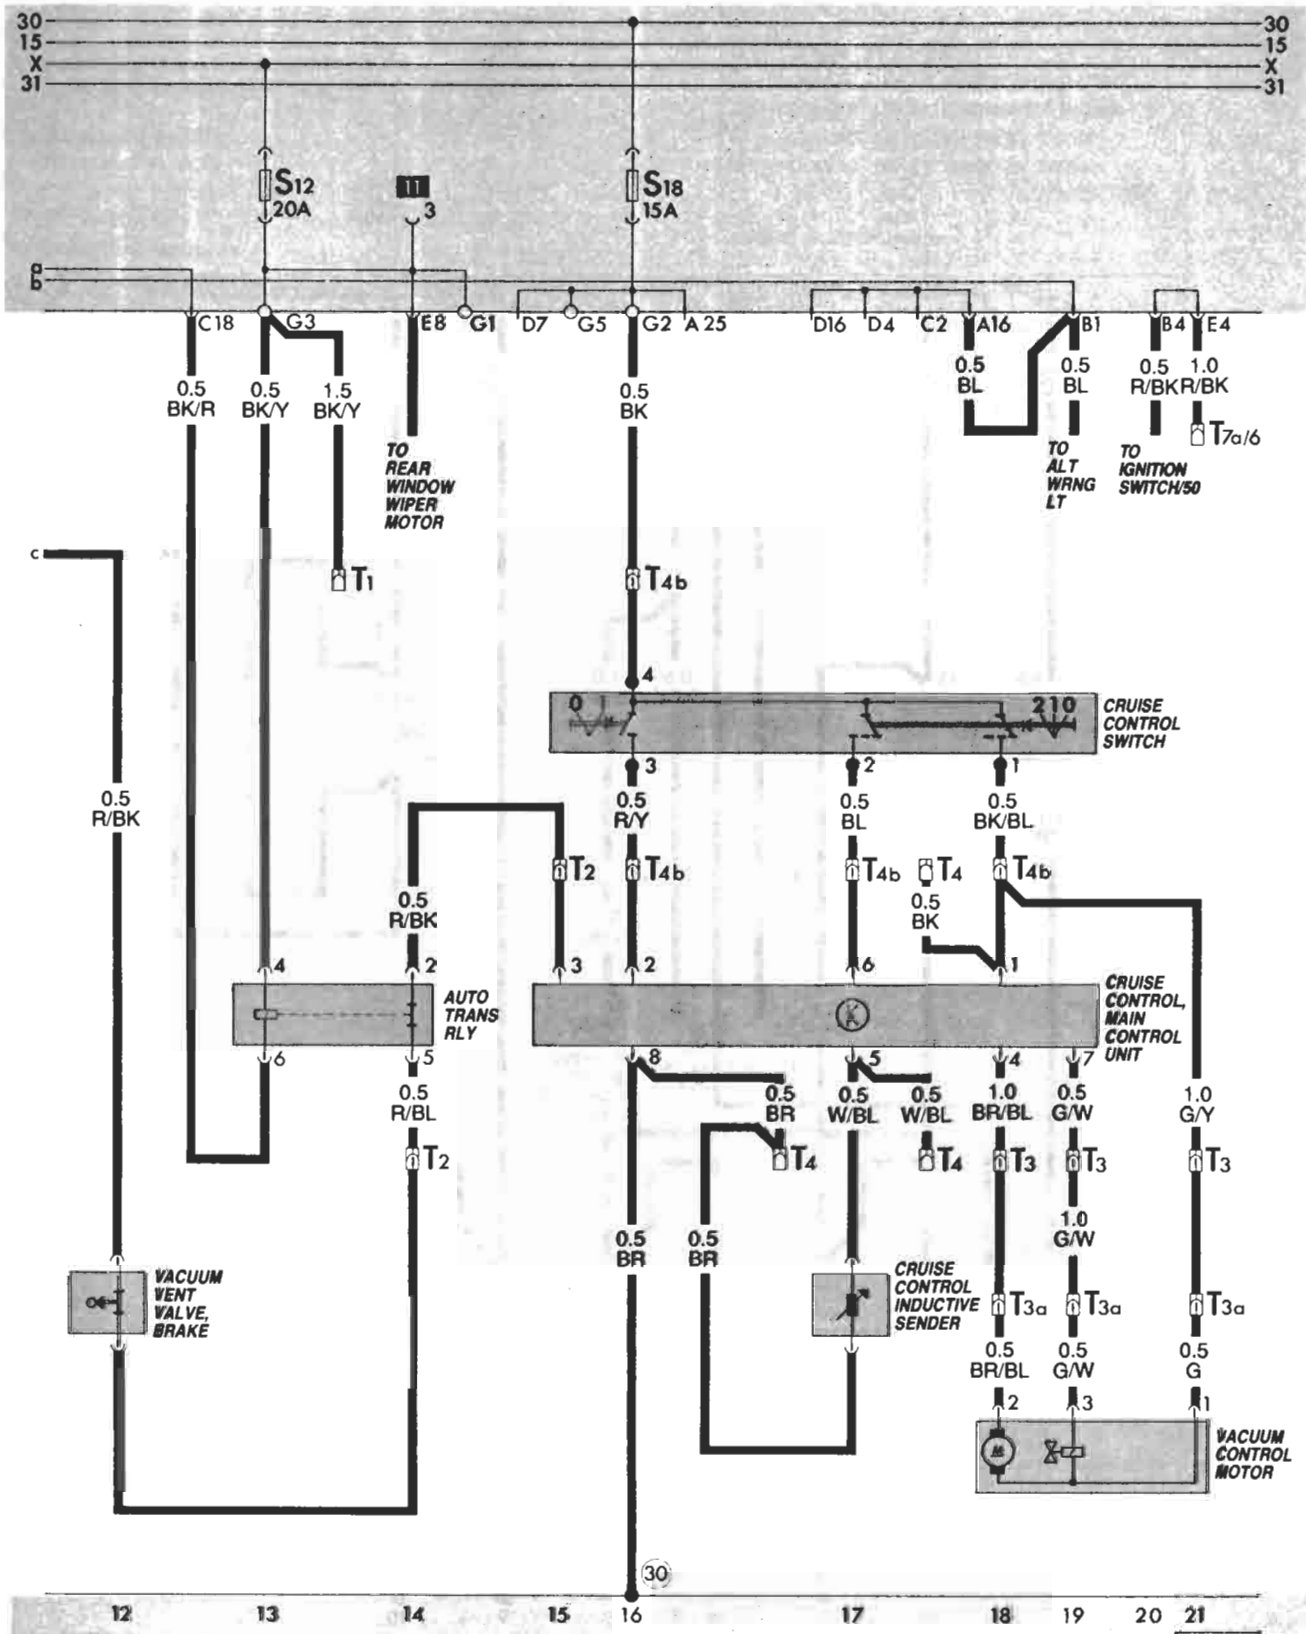 30 30
15 15
X X
31 31
S12
20A
11
3
S18
15A
a
b
C18 G3 E8 G1 D7 G5 G2 A25 D16 D4 C2 A16 B1 B4 E4
0.5 0.5 1.5 0.5 0.5 0.5 0.5 1.0
BK/R BK/Y BK/Y BK BL BL R/BK R/BK
T7a/6
TO
REAR
WINDOW
WIPER
MOTOR
TO
ALT
WRNG
LT
TO
IGNITION
SWITCH/50
c
T1
T4b
4
0 1
2 1 0
CRUISE
CONTROL
SWITCH
3 2 1
0.5 0.5 0.5 0.5
R/BK R/Y BL BK/BL
T2 T4b T4b T4 T4b
0.5 0.5
R/BK BK
4 2 3 2 6 1
AUTO
TRANS
RLY
K
CRUISE
CONTROL,
MAIN
CONTROL
UNIT
6 5 8 5 4 7
0.5 0.5 0.5 0.5 1.0 0.5 1.0
R/BL BR W/BL W/BL BR/BL G/W G/Y
T2 T4 T4 T3 T3 T3
1.0
G/W
0.5 0.5
BR BR
VACUUM
VENT
VALVE,
BRAKE
CRUISE
CONTROL
INDUCTIVE
SENDER
T3a T3a T3a
0.5 0.5 0.5
BR/BL G/W G
2 3 1
M
VACUUM
CONTROL
MOTOR
30
12 13 14 15 16 17 18 19 20 21